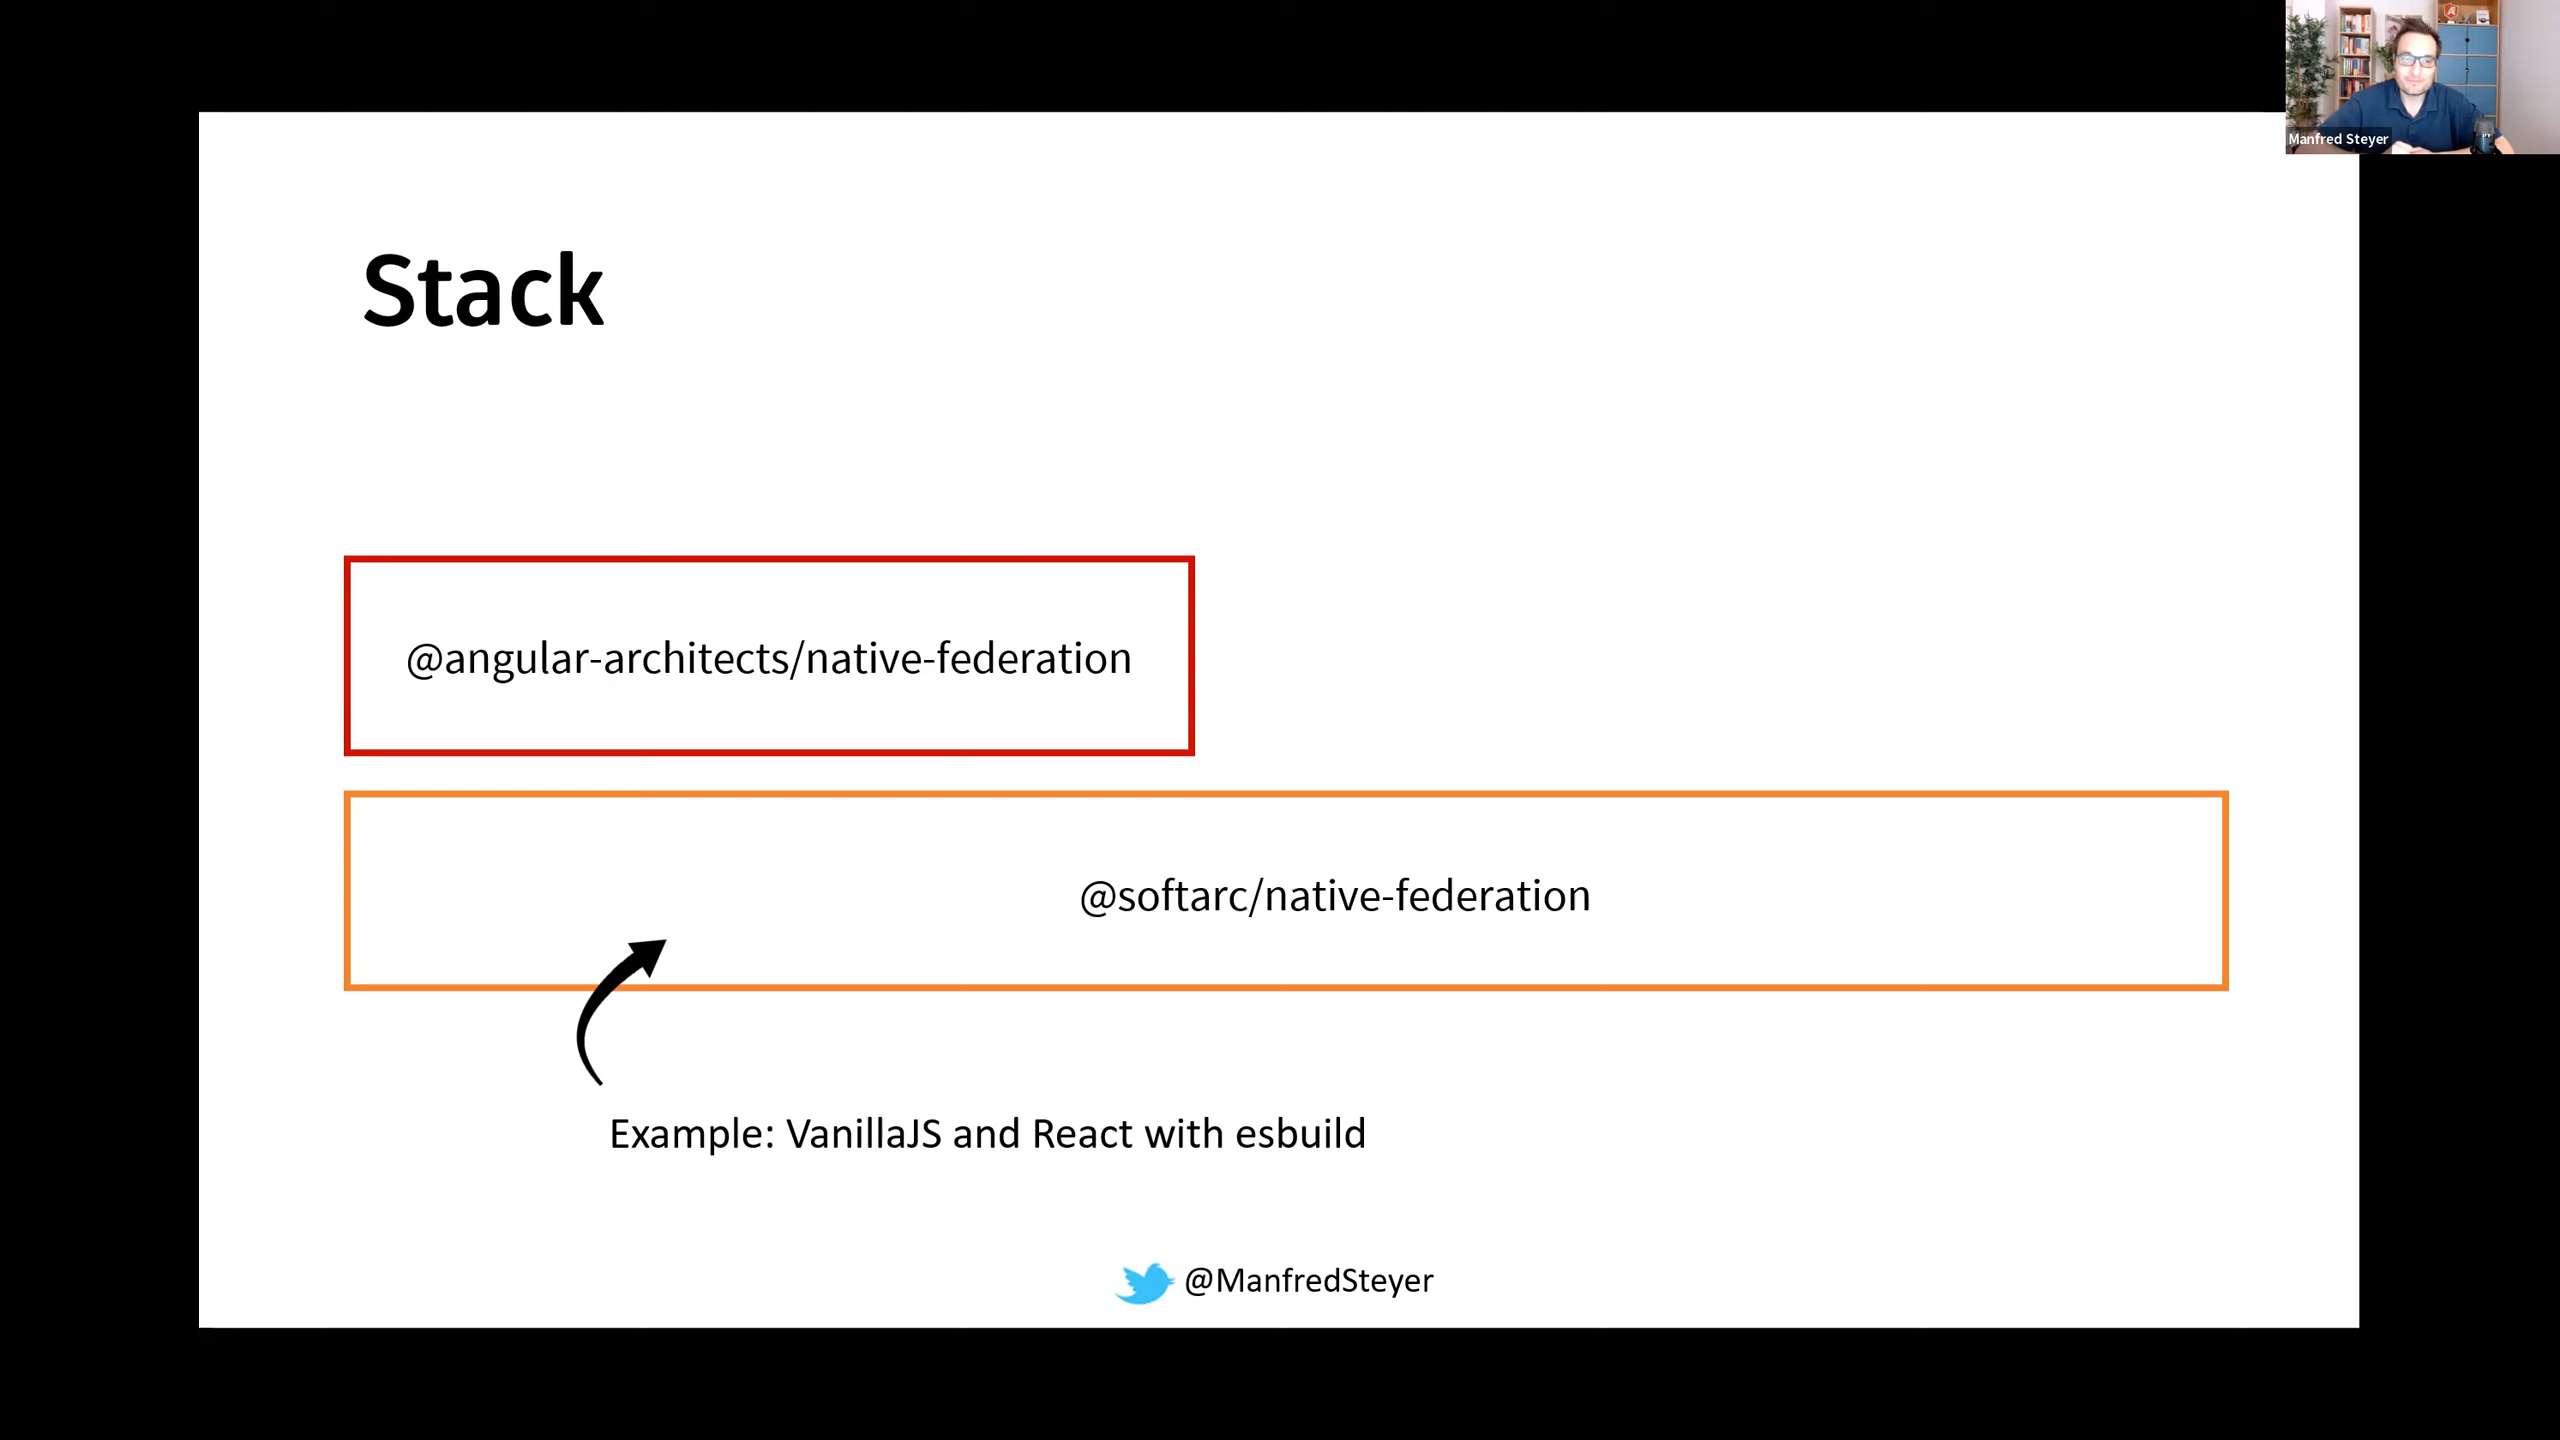 Manfred Steyer
Stack
@angular-architects/native-federation
@softarc/native-federation
Example: VanillaJS and React with esbuild
@ManfredSteyer